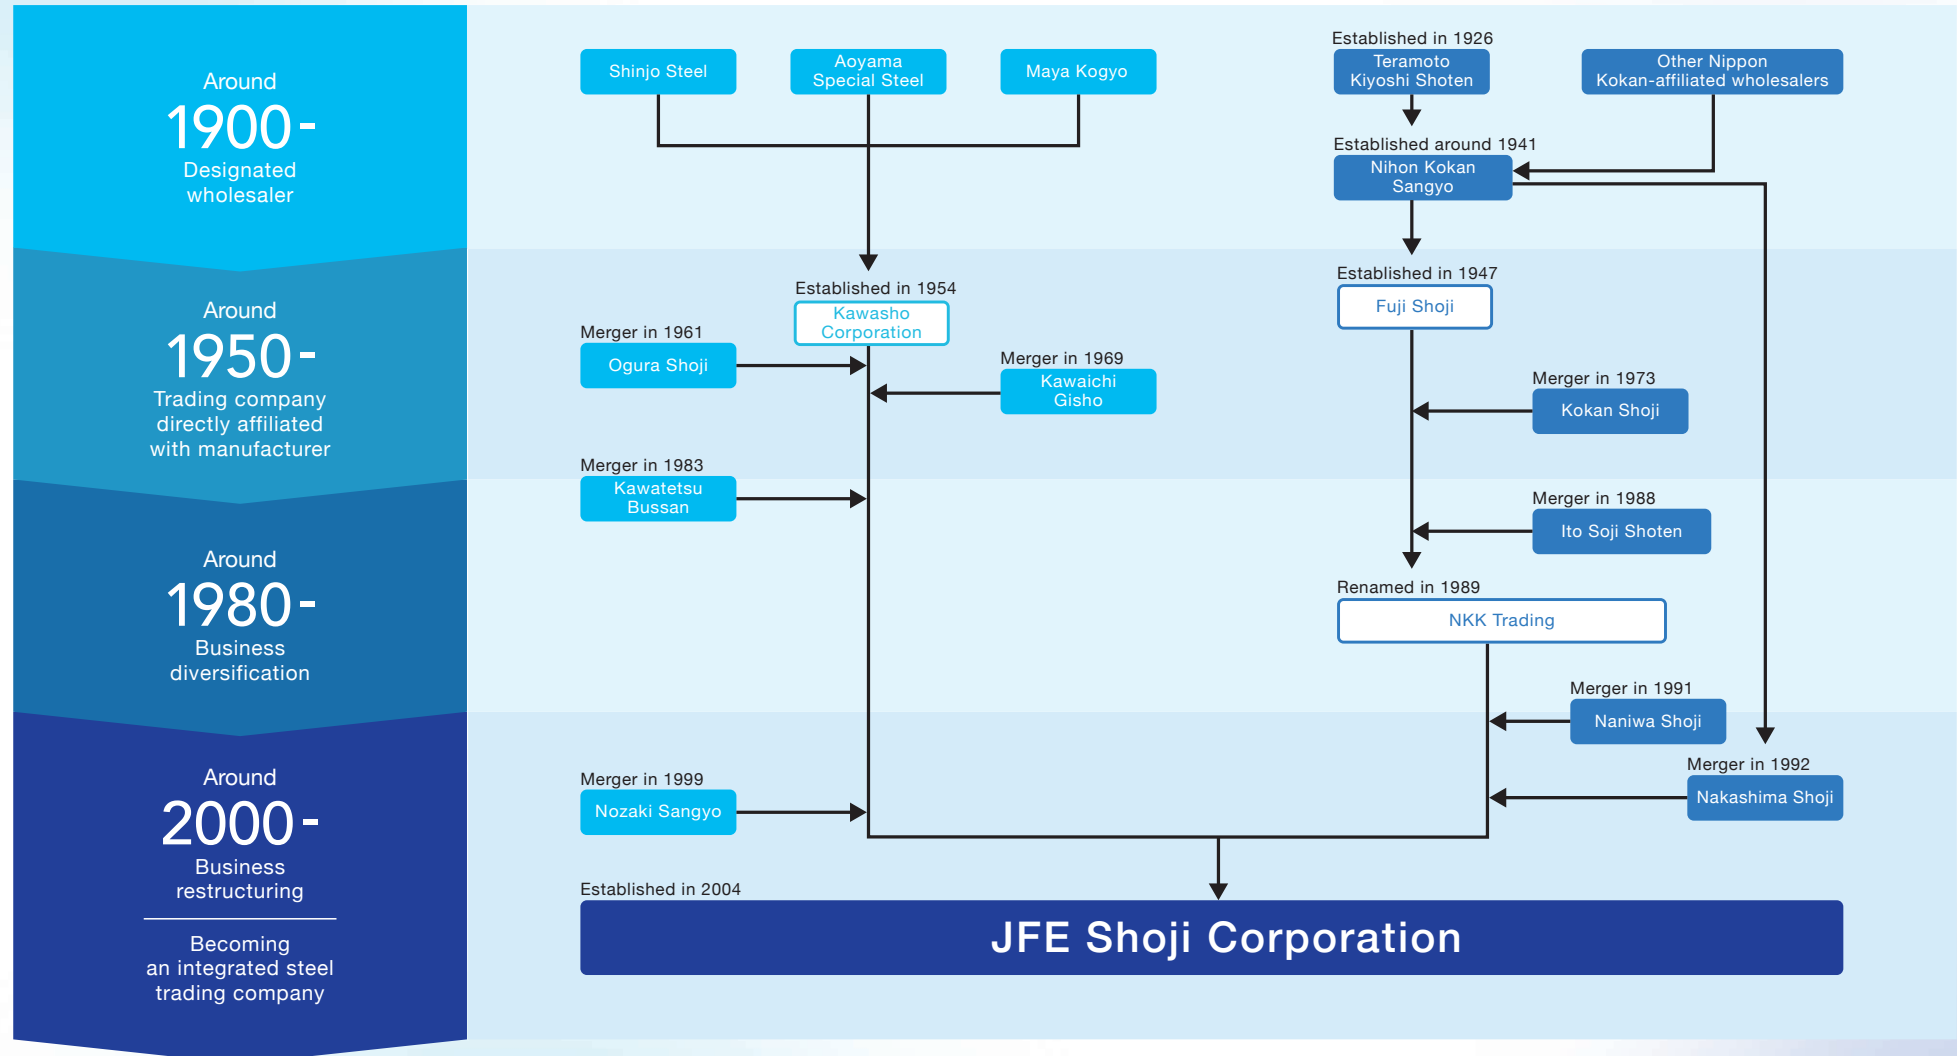 Around
1900-
Designated
wholesaler
Around
1950-
Trading company
directly affiliated
with manufacturer
Around
1980-
Business
diversification
Around
2000-
Business
restructuring
Becoming
an integrated steel
trading company
Shinjo Steel
Aoyama
Special Steel
Maya Kogyo
Established in 1954
Kawasho
Corporation
Merger in 1961
Ogura Shoji
Merger in 1969
Kawaichi
Gisho
Merger in 1983
Kawatetsu
Bussan
Merger in 1999
Nozaki Sangyo
Established in 1926
Teramoto
Kiyoshi Shoten
Other Nippon
Kokan-affiliated wholesalers
Established around 1941
Nihon Kokan
Sangyo
Established in 1947
Fuji Shoji
Merger in 1973
Kokan Shoji
Merger in 1988
Ito Soji Shoten
Renamed in 1989
NKK Trading
Merger in 1991
Naniwa Shoji
Merger in 1992
Nakashima Shoji
Established in 2004
JFE Shoji Corporation